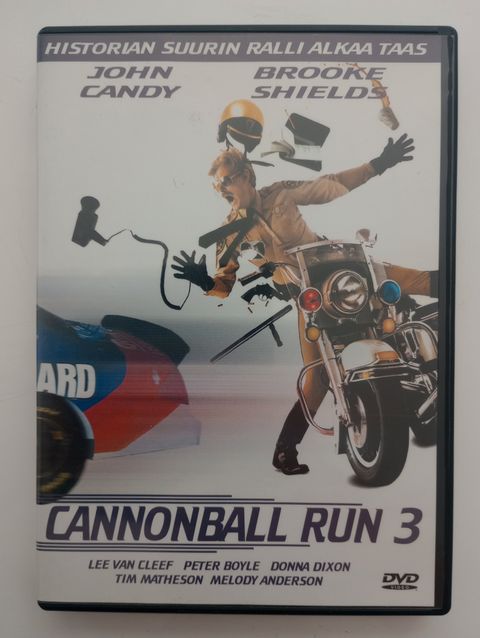 HISTORIAN SUURIN RALLI ALKAA TAAS
JOHN CANDY
BROOKE SHIELDS
ARD
CANNONBALL RUN 3
LEE VAN CLEEF PETER BOYLE DONNA DIXON
TIM MATHESON MELODY ANDERSON
DVD
VIDEO